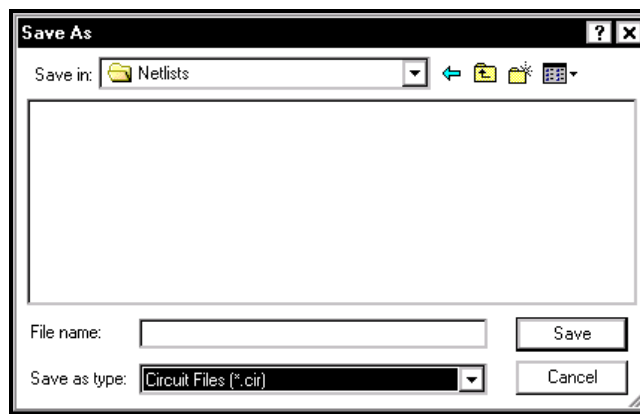 Save As
Save in: Netlists
File name:
Save
Save as type: Circuit Files (*.cir)
Cancel